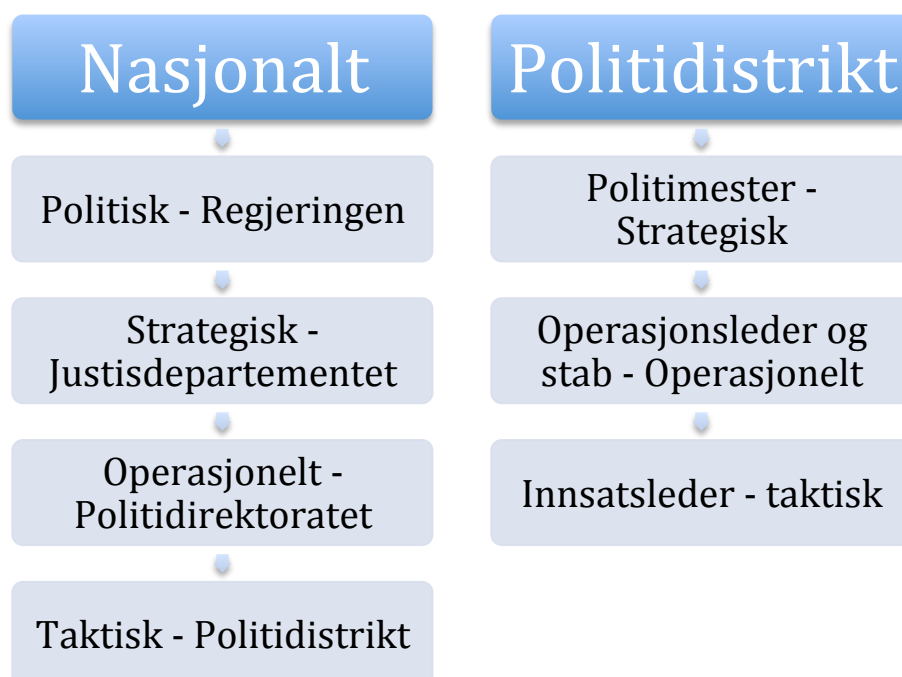 Nasjonalt
Politisk - Regjeringen
Strategisk -
Justisdepartementet
Operasjonelt -
Politidirektoratet
Taktisk - Politidistrikt
Politidistrikt
Politimester -
Strategisk
Operasjonsleder og
stab - Operasjonelt
Innsatsleder - taktisk